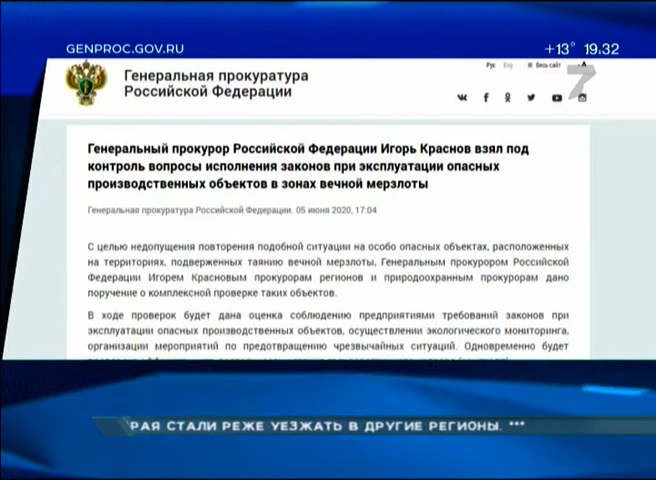 GENPROC.GOV.RU
+13° 19.32
Генеральная прокуратура
Российской Федерации
Рус Eng Весь сайт
7
Генеральный прокурор Российской Федерации Игорь Краснов взял под
контроль вопросы исполнения законов при эксплуатации опасных
производственных объектов в зонах вечной мерзлоты
Генеральная прокуратура Российской Федерации, 05 июня 2020, 17:04
С целью недопущения повторения подобной ситуации на особо опасных объектах, расположенных
на территориях, подверженных таянию вечной мерзлоты, Генеральным прокурором Российской
Федерации Игорем Красновым прокурорам регионов и природоохранным прокурорам дано
поручение о комплексной проверке таких объектов.
В ходе проверок будет дана оценка соблюдению предприятиями требований законов при
эксплуатации опасных производственных объектов, осуществлении экологического мониторинга,
организации мероприятий по предотвращению чрезвычайных ситуаций. Одновременно будет
РАЯ СТАЛИ РЕЖЕ УЕЗЖАТЬ В ДРУГИЕ РЕГИОНЫ. ***